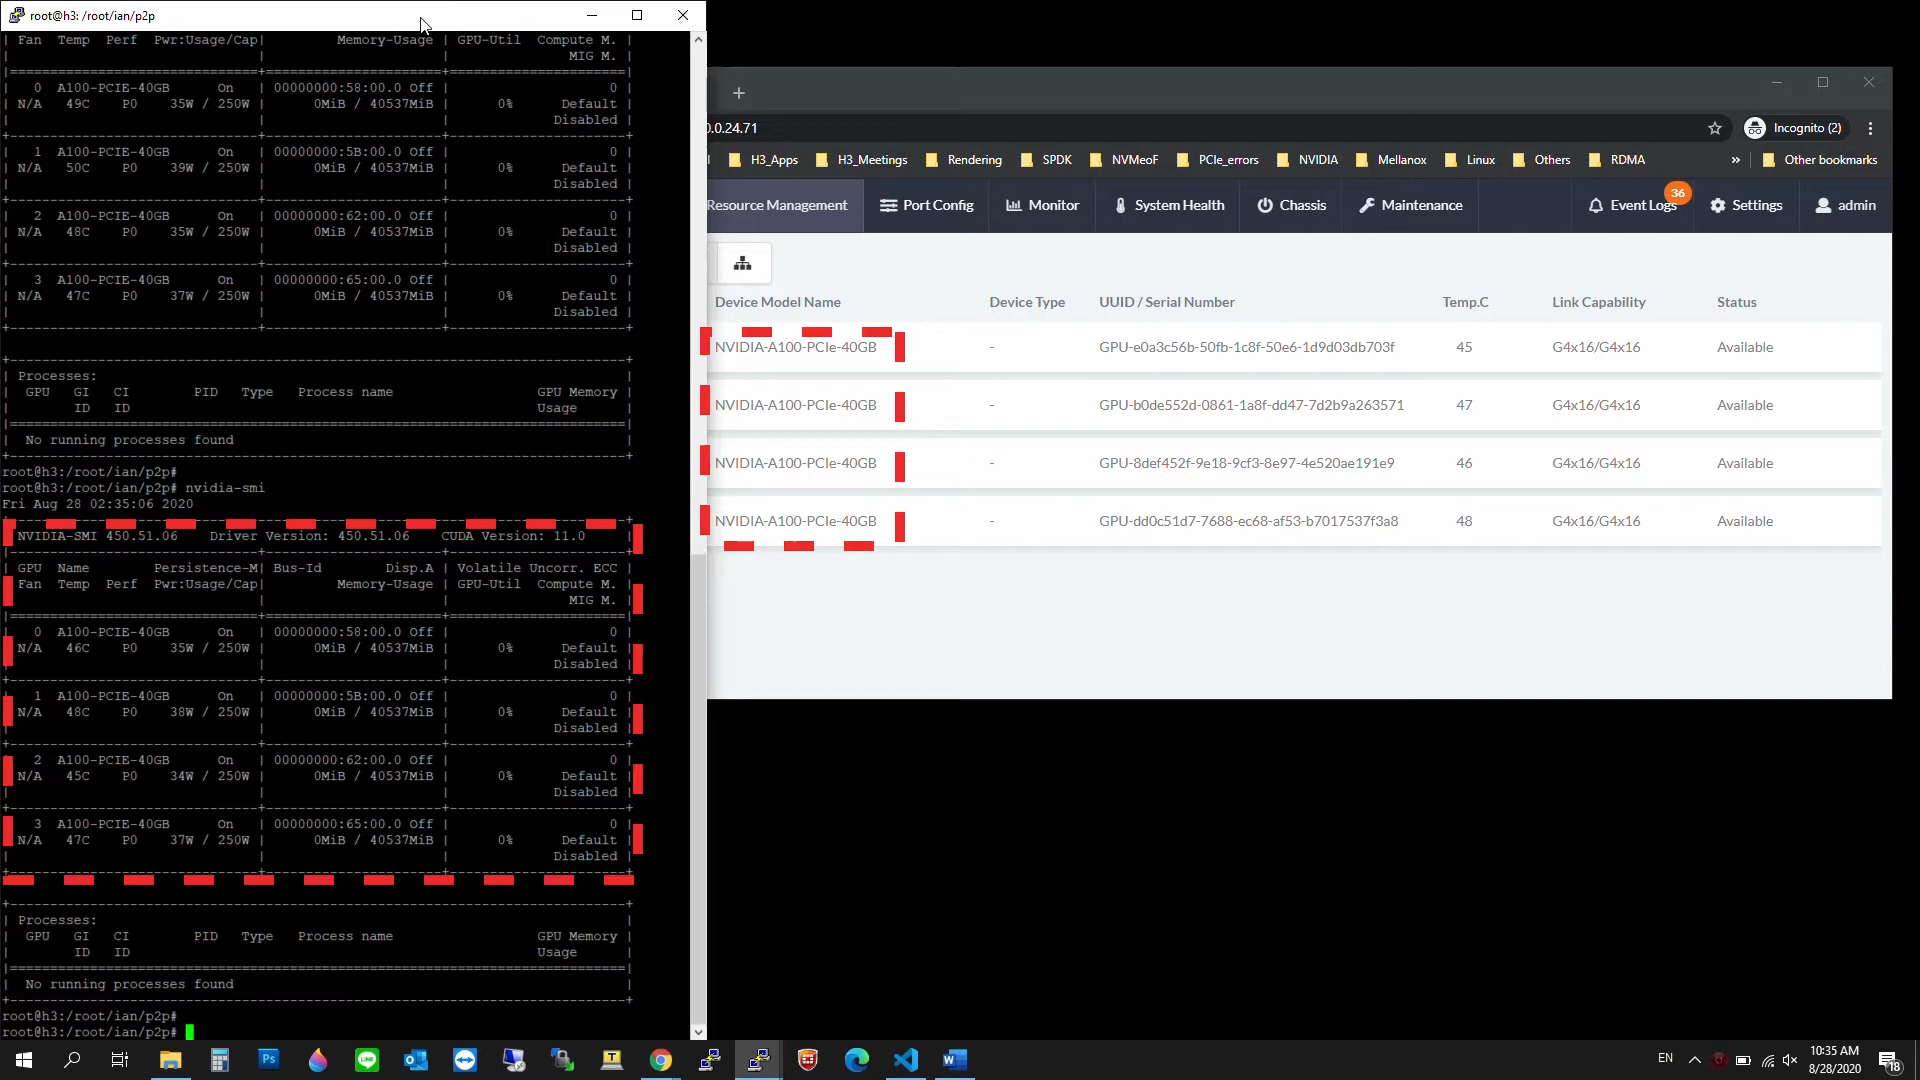 root@h3: /root/ian/p2p
| Fan  Temp  Perf  Pwr:Usage/Cap|         Memory-Usage | GPU-Util  Compute M. |
|                               |                      |               MIG M. |
|===============================+======================+======================|
|   0  A100-PCIE-40GB      On   | 00000000:58:00.0 Off |                    0 |
| N/A   49C    P0    35W / 250W |      0MiB / 40537MiB |      0%      Default |
|                               |                      |             Disabled |
+-------------------------------+----------------------+----------------------+
|   1  A100-PCIE-40GB      On   | 00000000:5B:00.0 Off |                    0 |
| N/A   50C    P0    39W / 250W |      0MiB / 40537MiB |      0%      Default |
|                               |                      |             Disabled |
+-------------------------------+----------------------+----------------------+
|   2  A100-PCIE-40GB      On   | 00000000:62:00.0 Off |                    0 |
| N/A   48C    P0    35W / 250W |      0MiB / 40537MiB |      0%      Default |
|                               |                      |             Disabled |
+-------------------------------+----------------------+----------------------+
|   3  A100-PCIE-40GB      On   | 00000000:65:00.0 Off |                    0 |
| N/A   47C    P0    37W / 250W |      0MiB / 40537MiB |      0%      Default |
|                               |                      |             Disabled |
+-------------------------------+----------------------+----------------------+
+-----------------------------------------------------------------------------+
| Processes:                                                                  |
|  GPU   GI   CI        PID   Type   Process name                  GPU Memory |
|        ID   ID                                                   Usage      |
|=============================================================================|
|  No running processes found                                                 |
+-----------------------------------------------------------------------------+
root@h3:/root/ian/p2p#
root@h3:/root/ian/p2p# nvidia-smi
Fri Aug 28 02:35:06 2020
+-----------------------------------------------------------------------------+
| NVIDIA-SMI 450.51.06    Driver Version: 450.51.06    CUDA Version: 11.0     |
|-------------------------------+----------------------+----------------------+
| GPU  Name        Persistence-M| Bus-Id        Disp.A | Volatile Uncorr. ECC |
| Fan  Temp  Perf  Pwr:Usage/Cap|         Memory-Usage | GPU-Util  Compute M. |
|                               |                      |               MIG M. |
|===============================+======================+======================|
|   0  A100-PCIE-40GB      On   | 00000000:58:00.0 Off |                    0 |
| N/A   46C    P0    35W / 250W |      0MiB / 40537MiB |      0%      Default |
|                               |                      |             Disabled |
+-------------------------------+----------------------+----------------------+
|   1  A100-PCIE-40GB      On   | 00000000:5B:00.0 Off |                    0 |
| N/A   48C    P0    38W / 250W |      0MiB / 40537MiB |      0%      Default |
|                               |                      |             Disabled |
+-------------------------------+----------------------+----------------------+
|   2  A100-PCIE-40GB      On   | 00000000:62:00.0 Off |                    0 |
| N/A   45C    P0    34W / 250W |      0MiB / 40537MiB |      0%      Default |
|                               |                      |             Disabled |
+-------------------------------+----------------------+----------------------+
|   3  A100-PCIE-40GB      On   | 00000000:65:00.0 Off |                    0 |
| N/A   47C    P0    37W / 250W |      0MiB / 40537MiB |      0%      Default |
|                               |                      |             Disabled |
+-------------------------------+----------------------+----------------------+
+-----------------------------------------------------------------------------+
| Processes:                                                                  |
|  GPU   GI   CI        PID   Type   Process name                  GPU Memory |
|        ID   ID                                                   Usage      |
|=============================================================================|
|  No running processes found                                                 |
+-----------------------------------------------------------------------------+
root@h3:/root/ian/p2p#
root@h3:/root/ian/p2p#
0.0.24.71 Incognito (2)
H3_Apps H3_Meetings Rendering SPDK NVMeoF PCIe_errors NVIDIA Mellanox Linux Others RDMA » Other bookmarks
Resource Management Port Config Monitor System Health Chassis Maintenance Event Logs 36 Settings admin
Device Model Name Device Type UUID / Serial Number Temp.C Link Capability Status
NVIDIA-A100-PCIe-40GB - GPU-e0a3c56b-50fb-1c8f-50e6-1d9d03db703f 45 G4x16/G4x16 Available
NVIDIA-A100-PCIe-40GB - GPU-b0de552d-0861-1a8f-dd47-7d2b9a263571 47 G4x16/G4x16 Available
NVIDIA-A100-PCIe-40GB - GPU-8def452f-9e18-9cf3-8e97-4e520ae191e9 46 G4x16/G4x16 Available
NVIDIA-A100-PCIe-40GB - GPU-dd0c51d7-7688-ec68-af53-b7017537f3a8 48 G4x16/G4x16 Available
Ps LINE T W EN 10:35 AM
8/28/2020 18